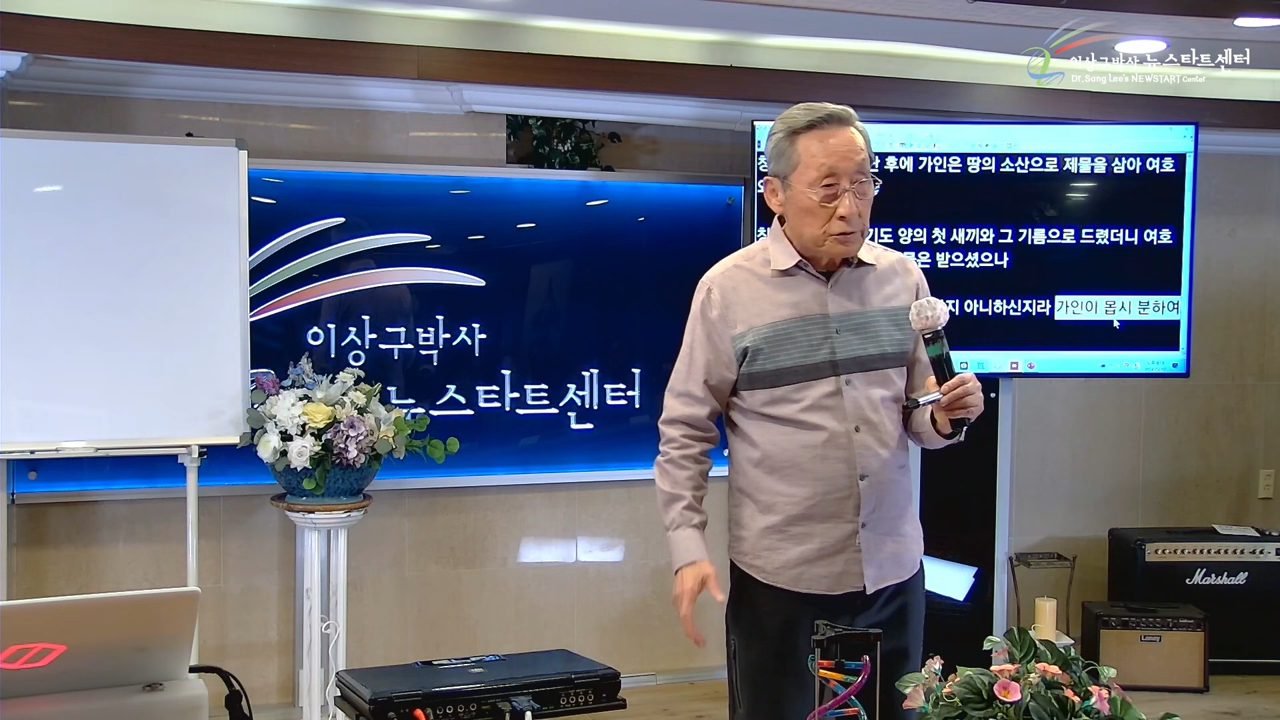 이상구박사 뉴스타트센터
Dr. Sang Lee's NEWSTART Center
후에 가인은 땅의 소산으로 제물을 삼아 여호
양의 첫 새끼와 그 기름으로 드렸더니 여호
받으셨으나
아니하신지라 가인이 몹시 분하여
이상구박사
뉴스타트센터
Marshall
Laney